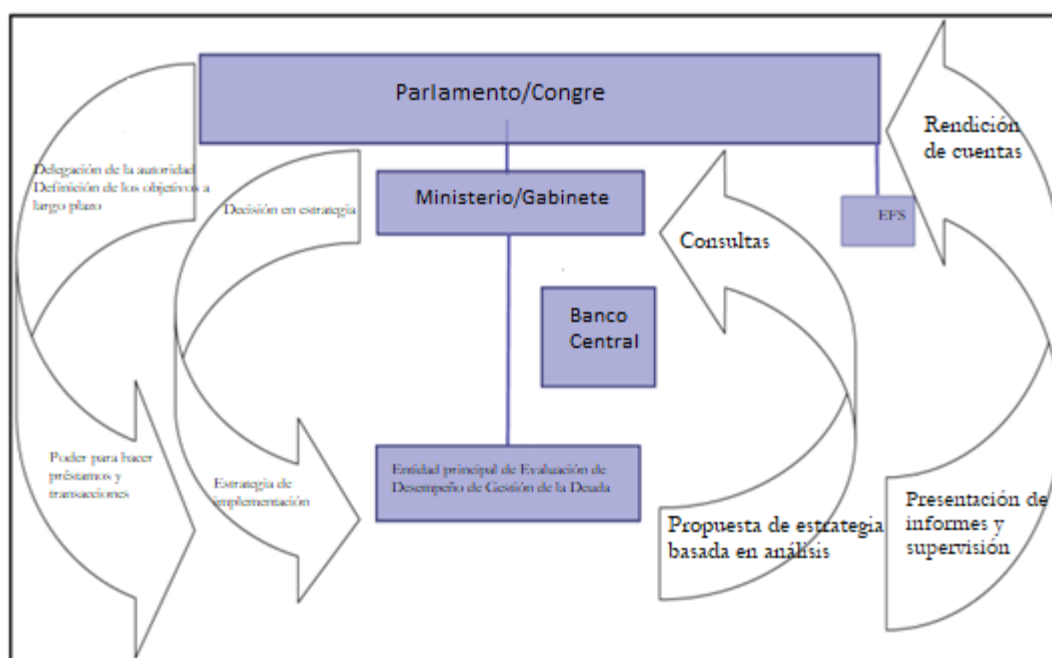 Parlamento/Congre
Rendición
de cuentas
Delegación de la autoridad
Definición de los objetivos a
largo plazo
Decisión en estrategia
Ministerio/Gabinete
EFS
Consultas
Banco
Central
Poder para hacer
préstamos y
transacciones
Estrategia de
implementación
Entidad principal de Evaluación de
Desempeño de Gestión de la Deuda
Propuesta de estrategia
basada en análisis
Presentación de
informes y
supervisión